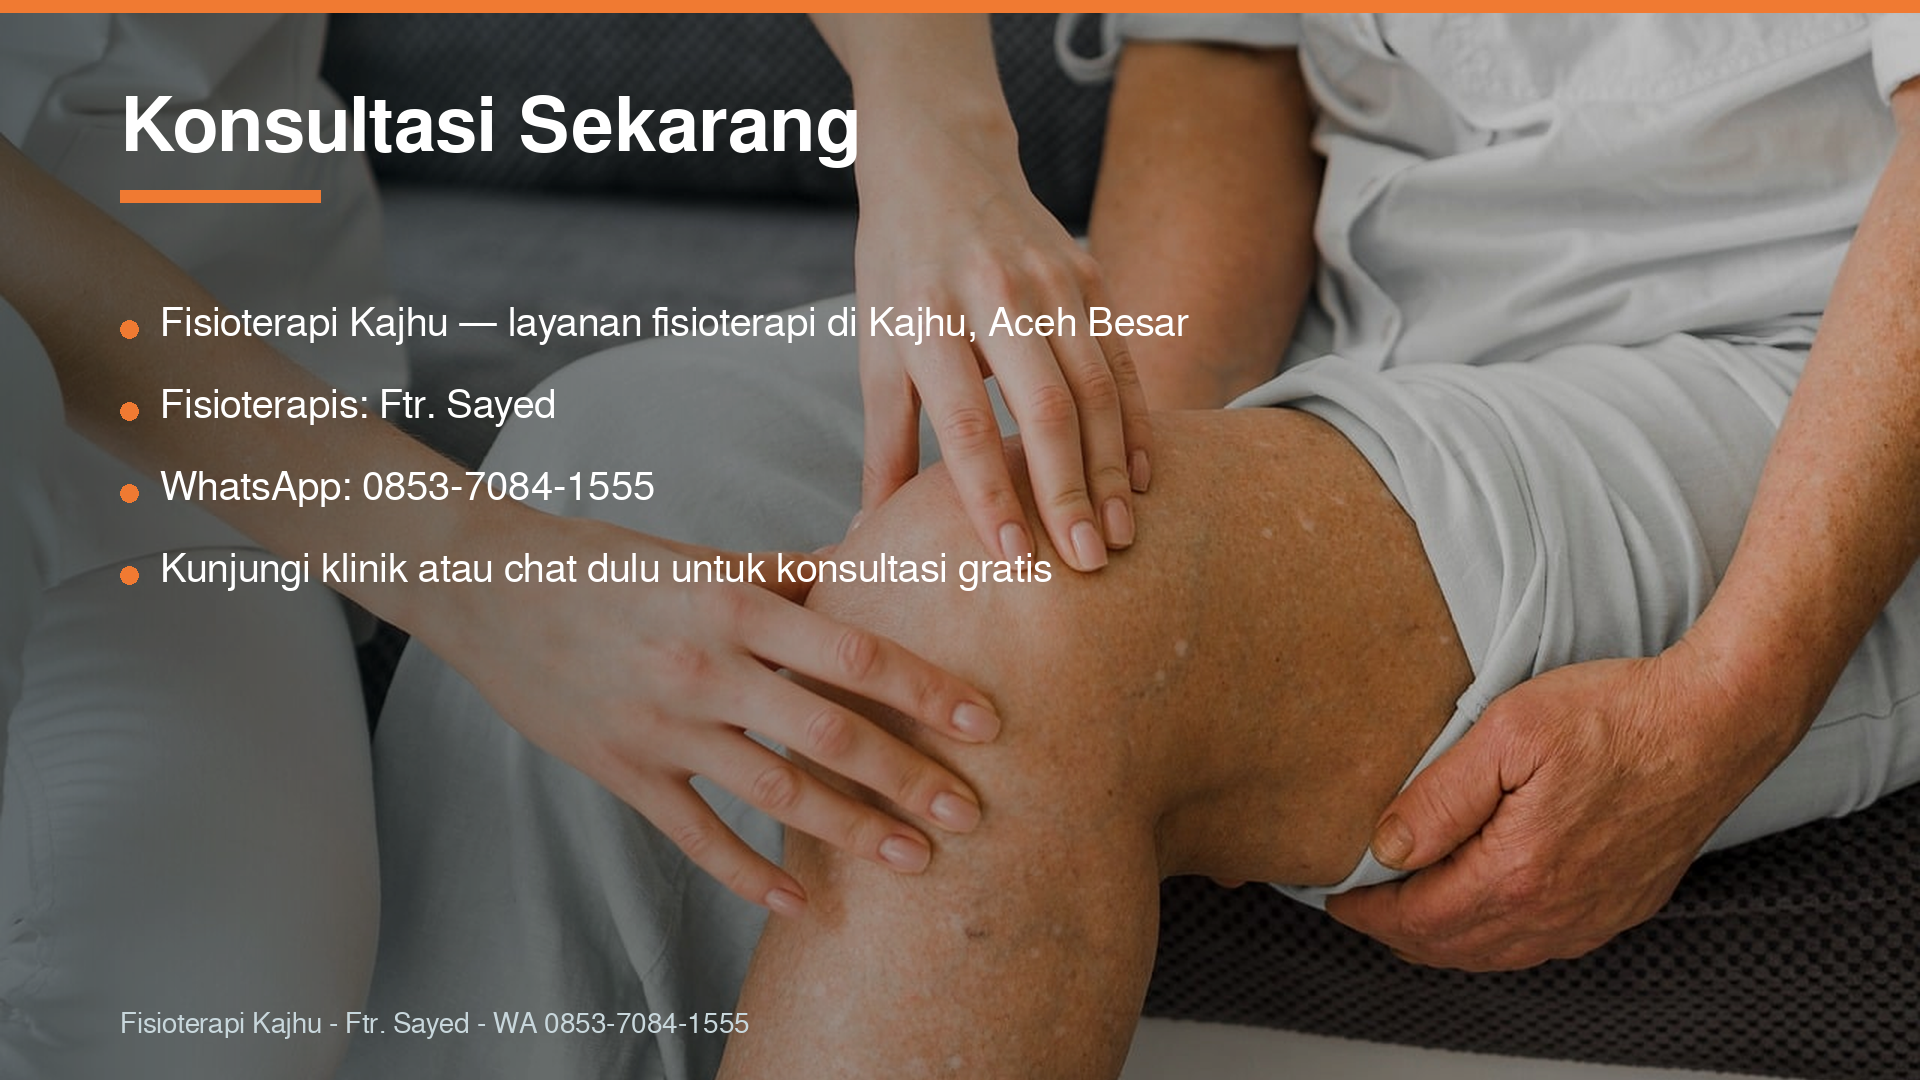 Konsultasi Sekarang
Fisioterapi Kajhu — layanan fisioterapi di Kajhu, Aceh Besar
Fisioterapis: Ftr. Sayed
WhatsApp: 0853-7084-1555
Kunjungi klinik atau chat dulu untuk konsultasi gratis
Fisioterapi Kajhu - Ftr. Sayed - WA 0853-7084-1555